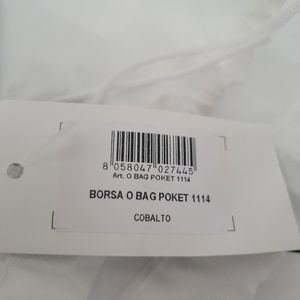 8 058047 027445
Art. O BAG POKET 1114
BORSA O BAG POKET 1114
COBALTO